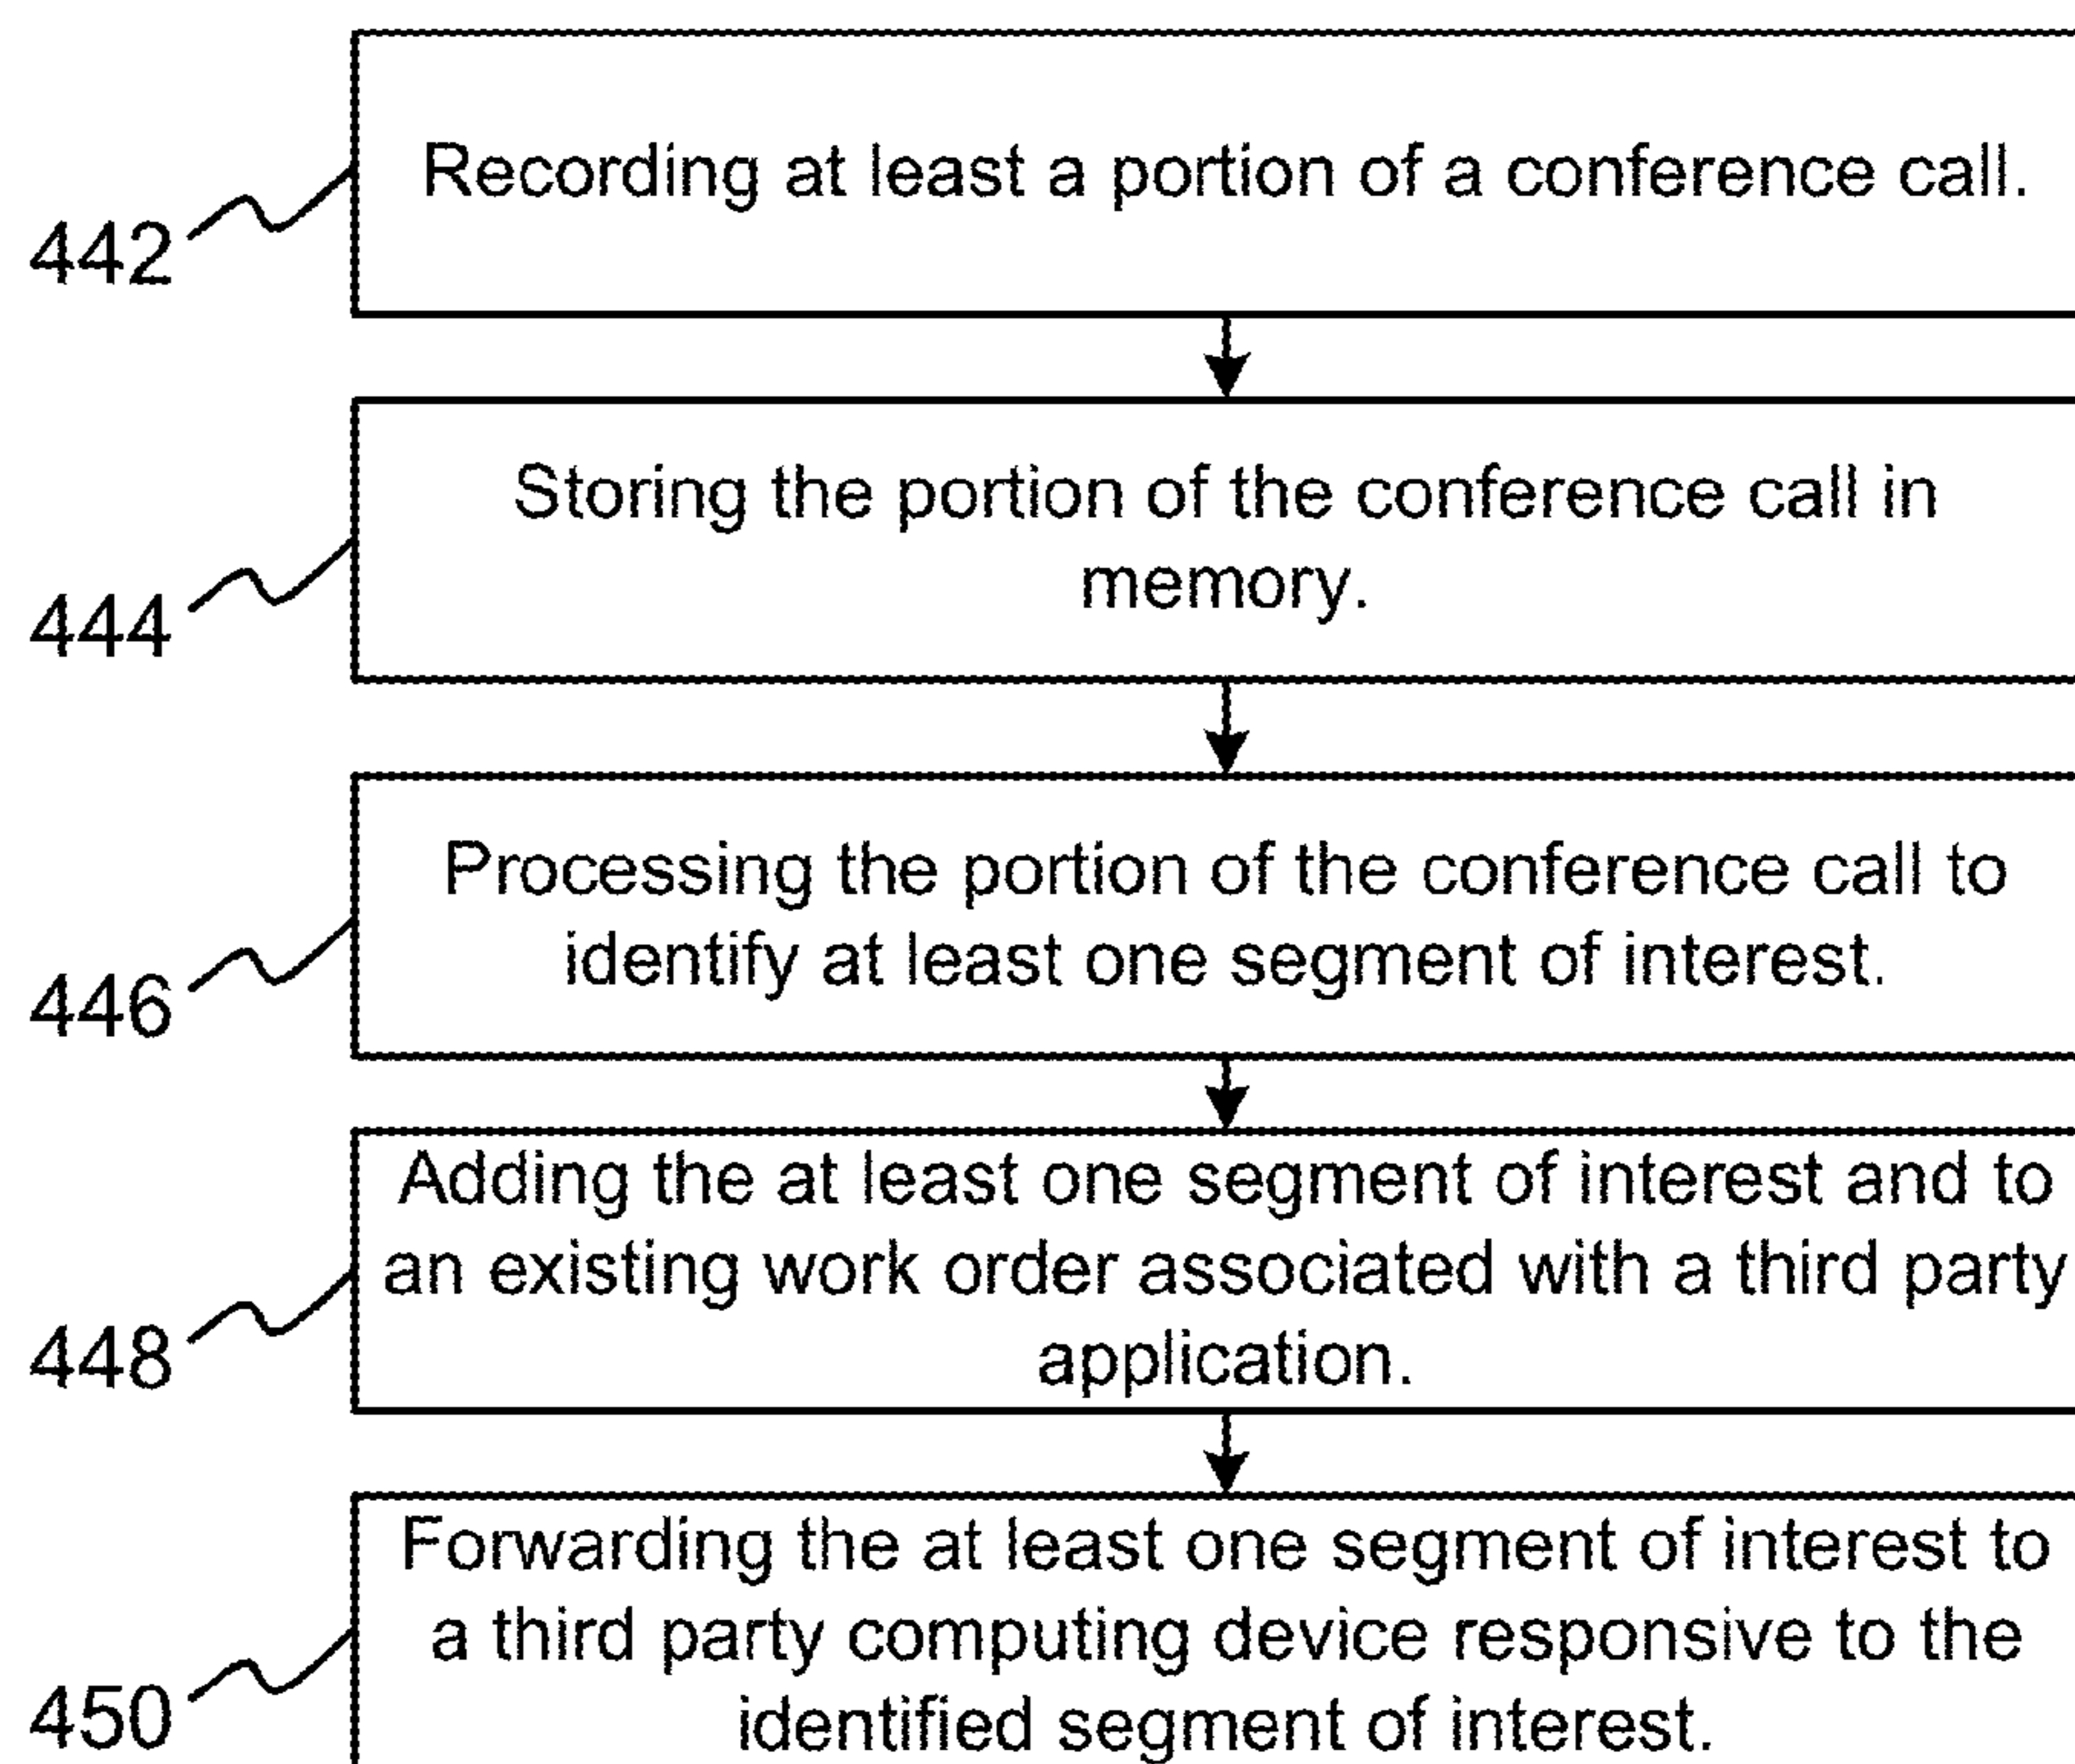 Recording at least a portion of a conference call.
442
Storing the portion of the conference call in
memory.
444
Processing the portion of the conference call to
identify at least one segment of interest.
446
Adding the at least one segment of interest and to
an existing work order associated with a third party
application.
448
Forwarding the at least one segment of interest to
a third party computing device responsive to the
identified segment of interest.
450